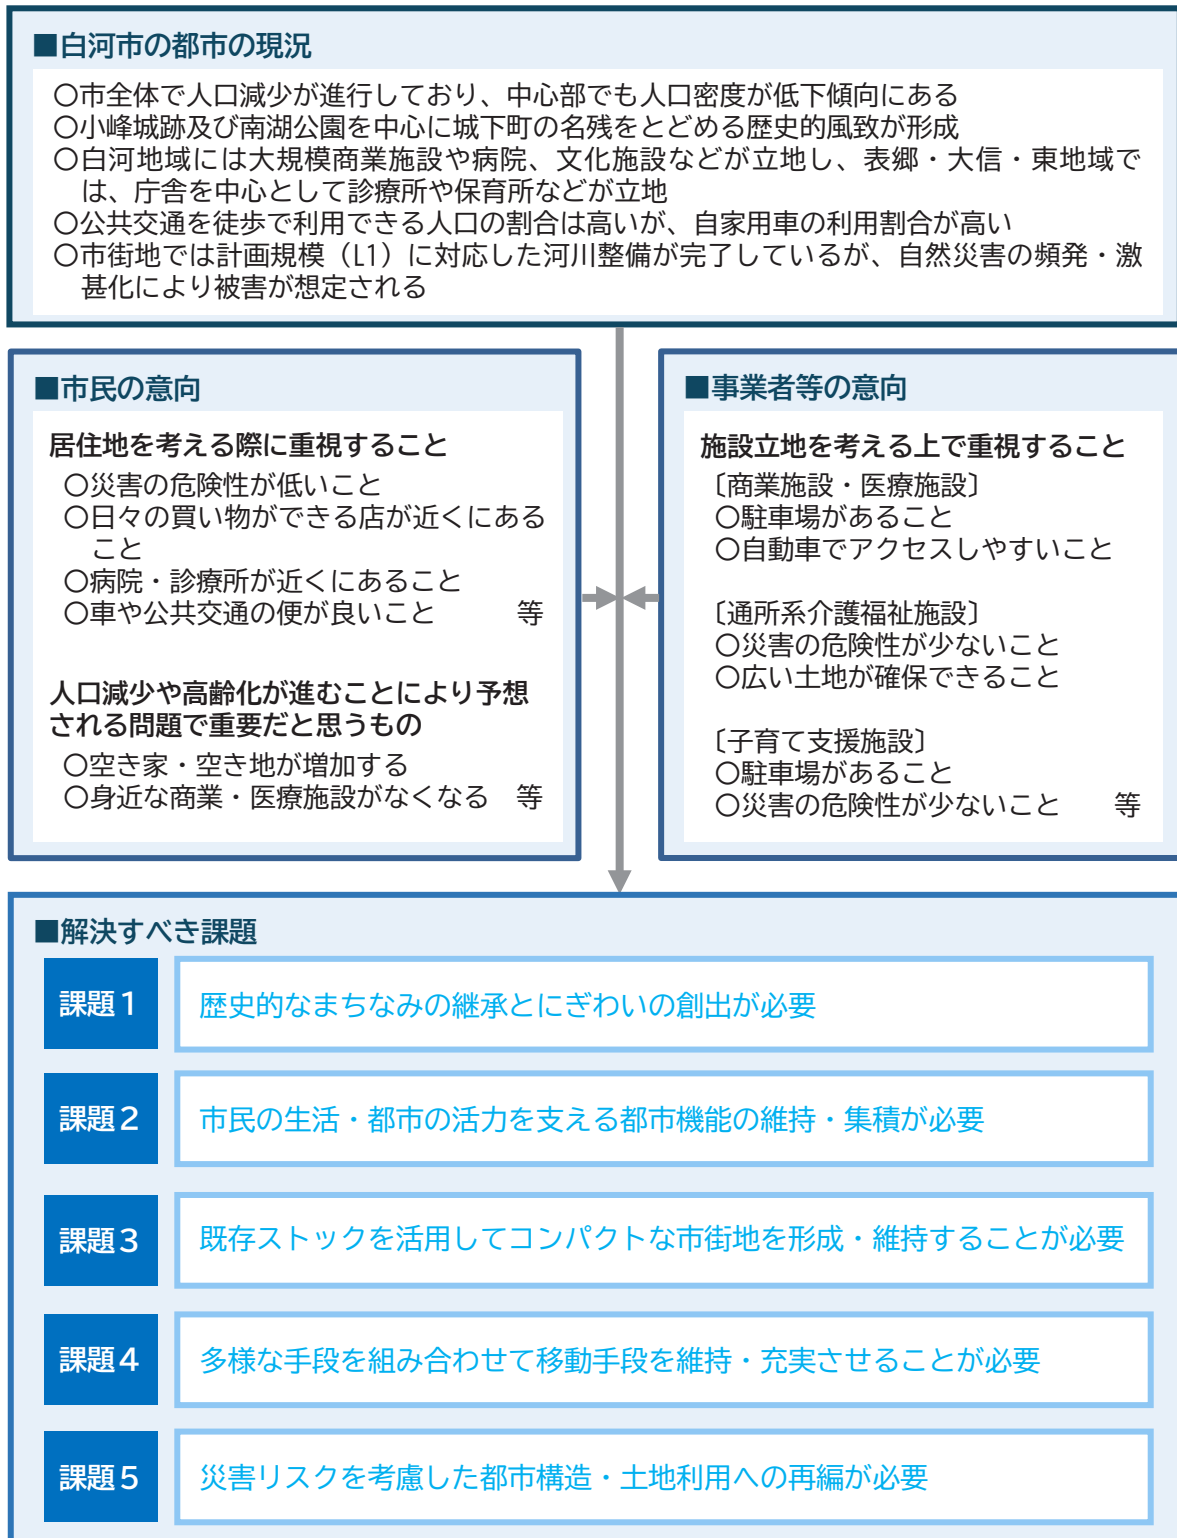 ■白河市の都市の現況
〇市全体で人口減少が進行しており、中心部でも人口密度が低下傾向にある
〇小峰城跡及び南湖公園を中心に城下町の名残をとどめる歴史的風致が形成
〇白河地域には大規模商業施設や病院、文化施設などが立地し、表郷・大信・東地域で
は、庁舎を中心として診療所や保育所などが立地
〇公共交通を徒歩で利用できる人口の割合は高いが、自家用車の利用割合が高い
〇市街地では計画規模（L1）に対応した河川整備が完了しているが、自然災害の頻発・激
甚化により被害が想定される
■市民の意向
居住地を考える際に重視すること
〇災害の危険性が低いこと
〇日々の買い物ができる店が近くにある
こと
〇病院・診療所が近くにあること
〇車や公共交通の便が良いこと 等
人口減少や高齢化が進むことにより予想
される問題で重要だと思うもの
〇空き家・空き地が増加する
〇身近な商業・医療施設がなくなる 等
■事業者等の意向
施設立地を考える上で重視すること
〔商業施設・医療施設〕
〇駐車場があること
〇自動車でアクセスしやすいこと
〔通所系介護福祉施設〕
〇災害の危険性が少ないこと
〇広い土地が確保できること
〔子育て支援施設〕
〇駐車場があること
〇災害の危険性が少ないこと 等
■解決すべき課題
課題1 歴史的なまちなみの継承とにぎわいの創出が必要
課題2 市民の生活・都市の活力を支える都市機能の維持・集積が必要
課題3 既存ストックを活用してコンパクトな市街地を形成・維持することが必要
課題4 多様な手段を組み合わせて移動手段を維持・充実させることが必要
課題5 災害リスクを考慮した都市構造・土地利用への再編が必要